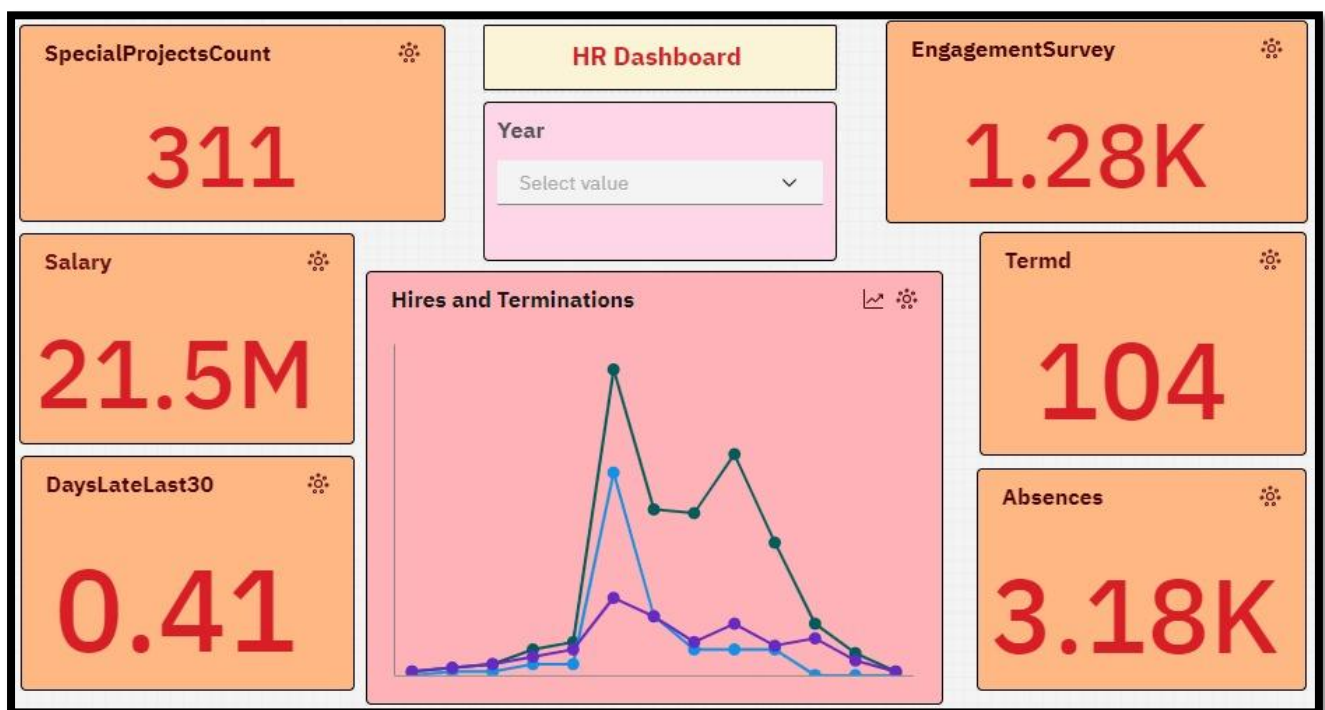 SpecialProjectsCount
311
HR Dashboard
Year
Select value
EngagementSurvey
1.28K
Salary
21.5M
Hires and Terminations
Termd
104
DaysLateLast30
0.41
Absences
3.18K